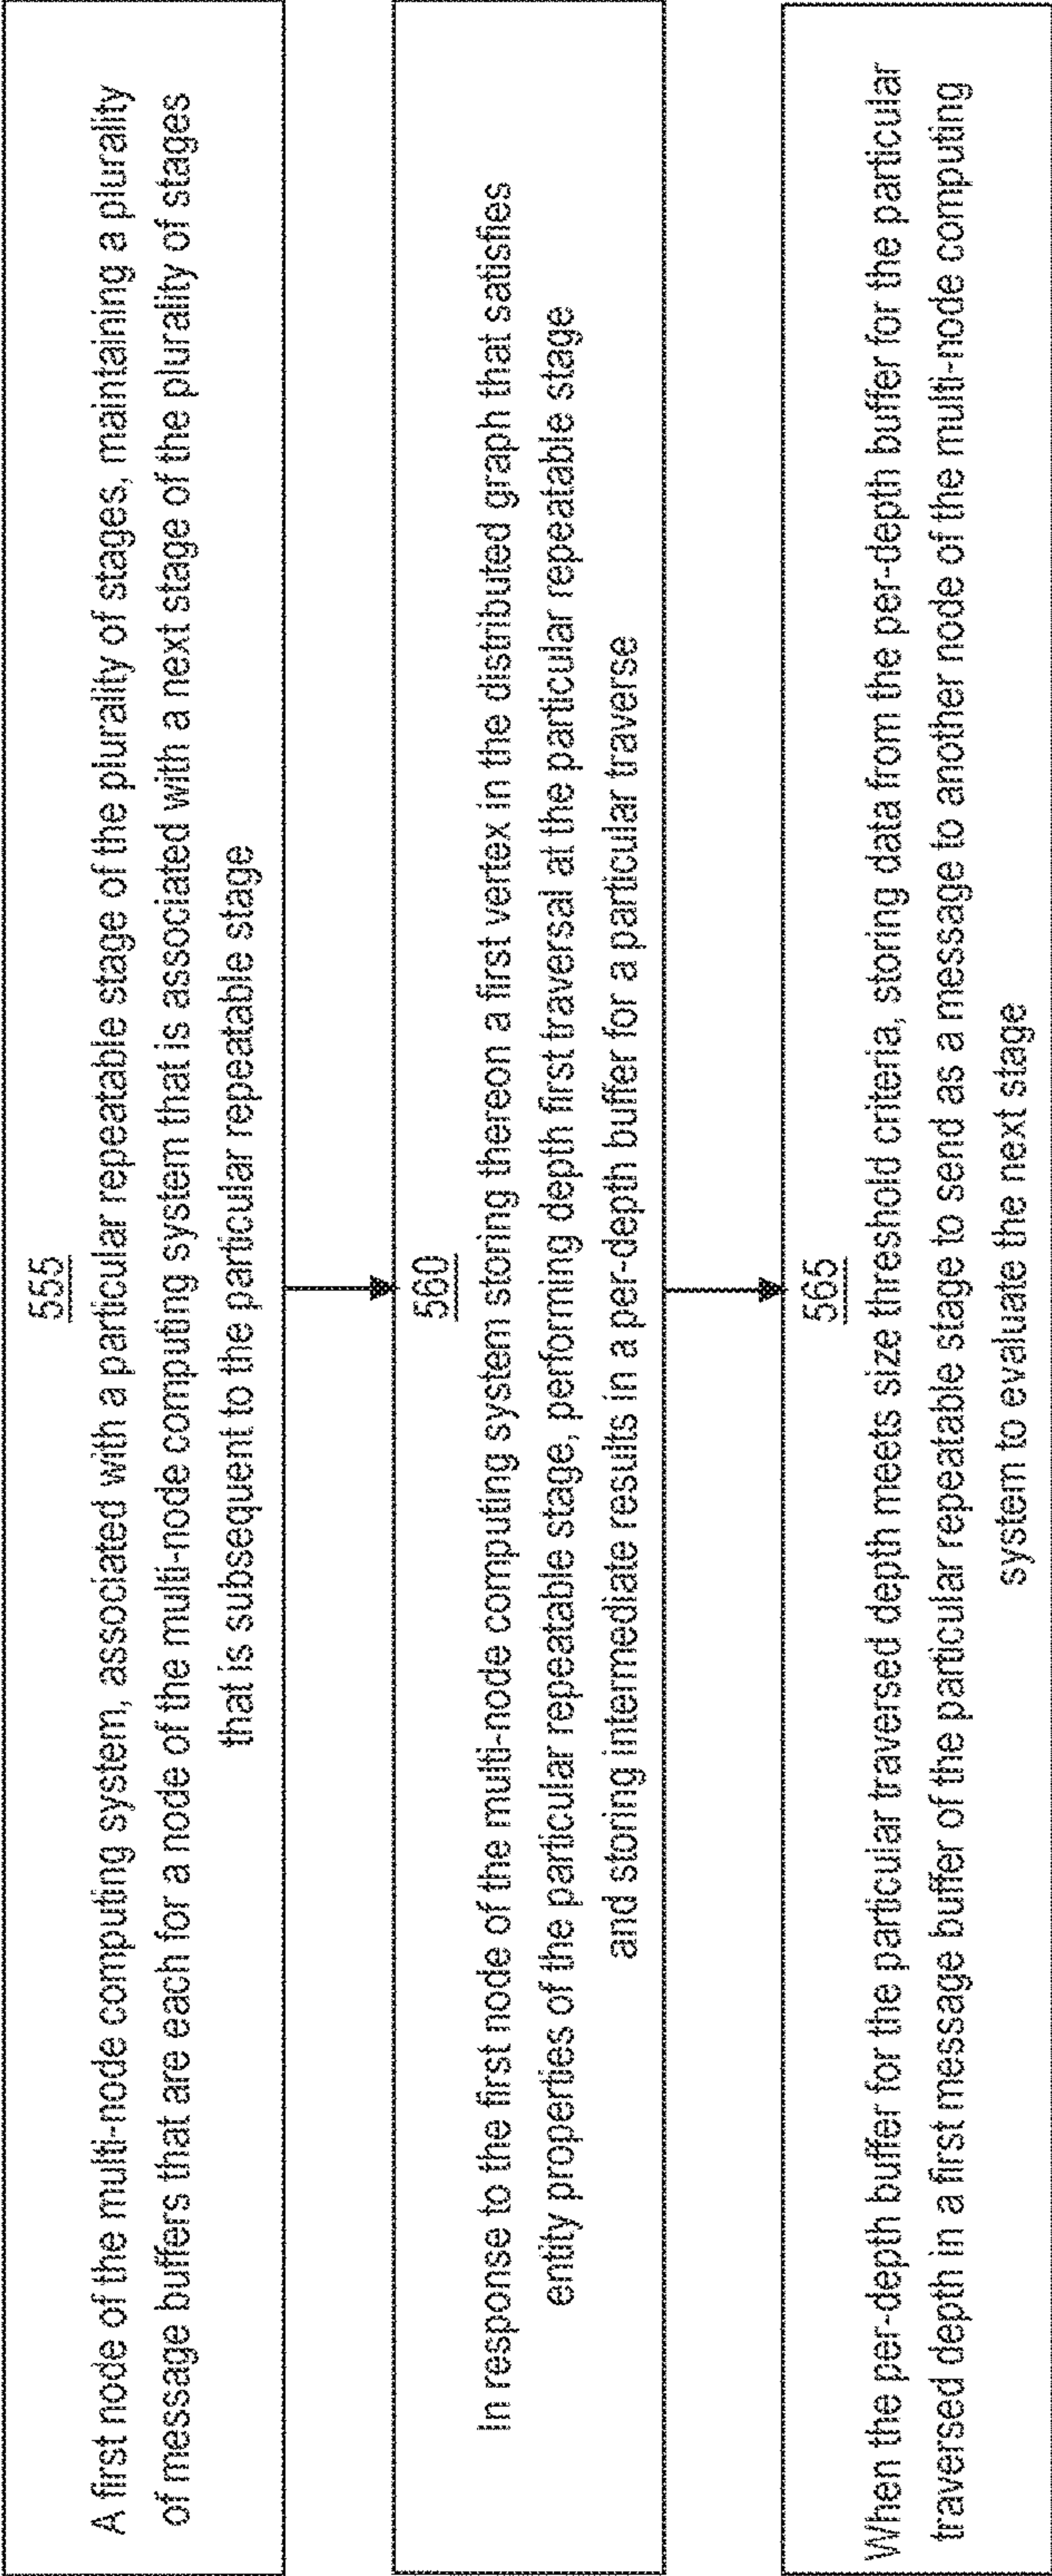 555
A first node of the multi-node computing system, associated with a particular repeatable stage of the plurality of stages, maintaining a plurality
of message buffers that are each for a node of the multi-node computing system that is associated with a next stage of the plurality of stages
that is subsequent to the particular repeatable stage
560
In response to the first node of the multi-node computing system storing thereon a first vertex in the distributed graph that satisfies
entity properties of the particular repeatable stage, performing depth first traversal at the particular repeatable stage
and storing intermediate results in a per-depth buffer for a particular traverse
565
When the per-depth buffer for the particular traversed depth meets size threshold criteria, storing data from the per-depth buffer for the particular
traversed depth in a first message buffer of the particular repeatable stage to send as a message to another node of the multi-node computing
system to evaluate the next stage